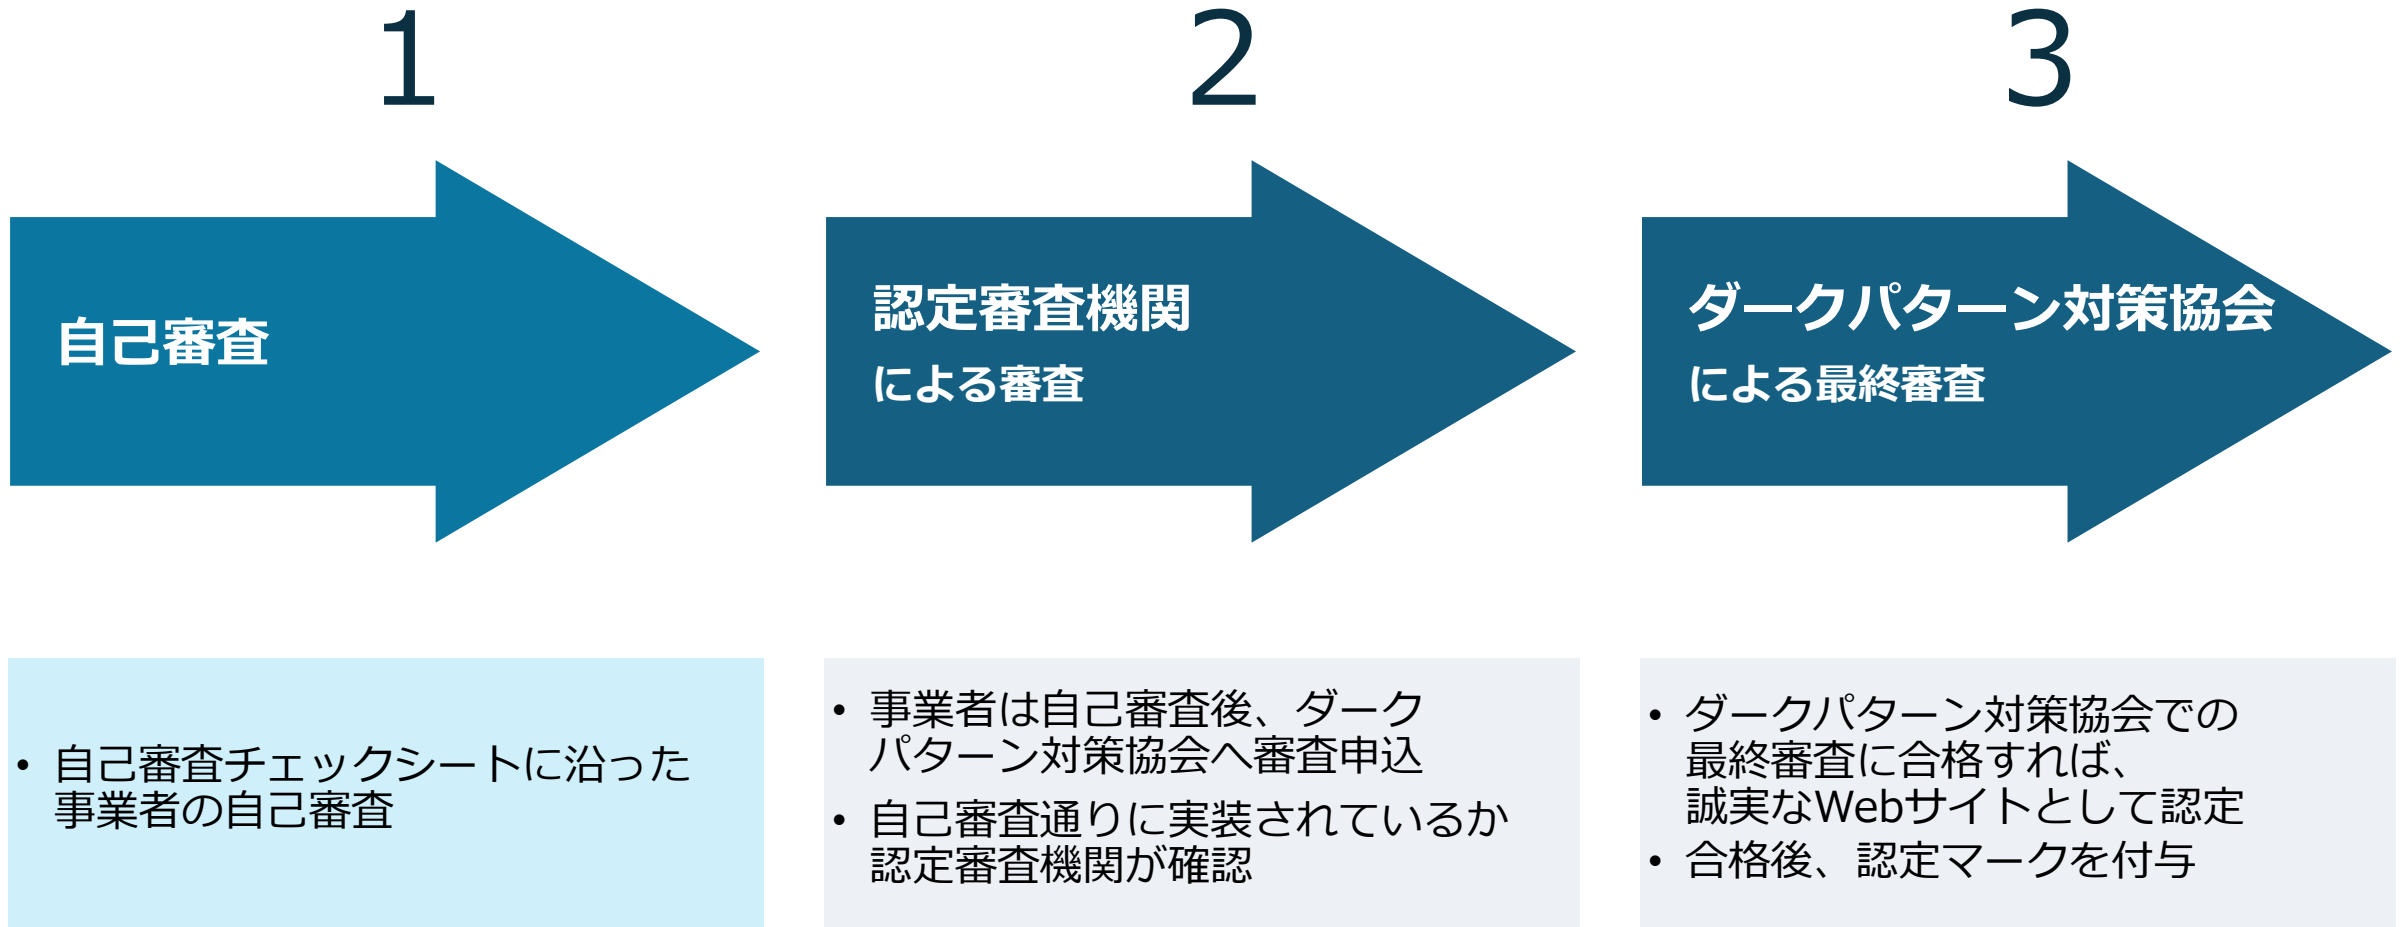 1
自己審査
• 自己審査チェックシートに沿った
事業者の自己審査
2
認定審査機関
による審査
• 事業者は自己審査後、ダーク
パターン対策協会へ審査申込
• 自己審査通りに実装されているか
認定審査機関が確認
3
ダークパターン対策協会
による最終審査
• ダークパターン対策協会での
最終審査に合格すれば、
誠実なWebサイトとして認定
• 合格後、認定マークを付与